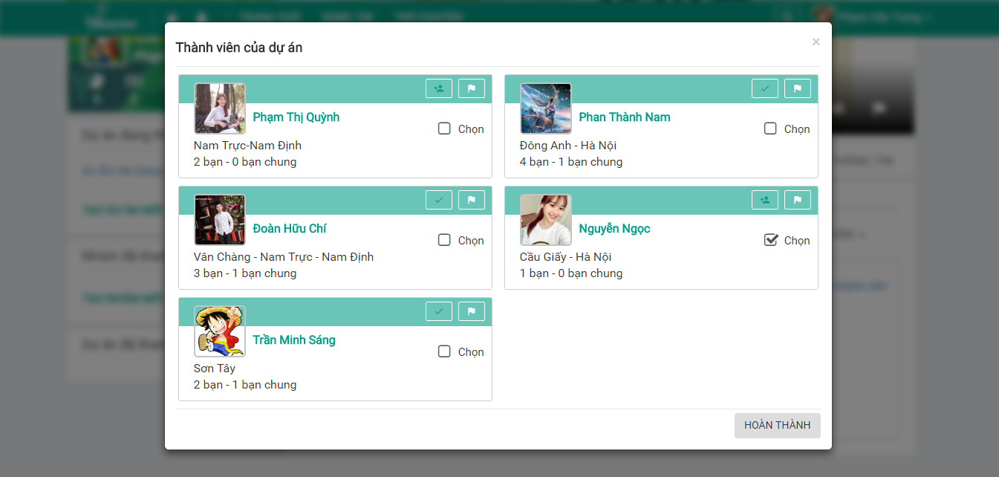 Thành viên của dự án
×
Phạm Thị Quỳnh
Chọn
Nam Trực-Nam Định
2 bạn - 0 bạn chung
Phan Thành Nam
Chọn
Đông Anh - Hà Nội
4 bạn - 1 bạn chung
Đoàn Hữu Chí
Chọn
Vân Chàng - Nam Trực - Nam Định
3 bạn - 1 bạn chung
Nguyễn Ngọc
Chọn
Cầu Giấy - Hà Nội
1 bạn - 0 bạn chung
Trần Minh Sáng
Chọn
Sơn Tây
2 bạn - 1 bạn chung
HOÀN THÀNH